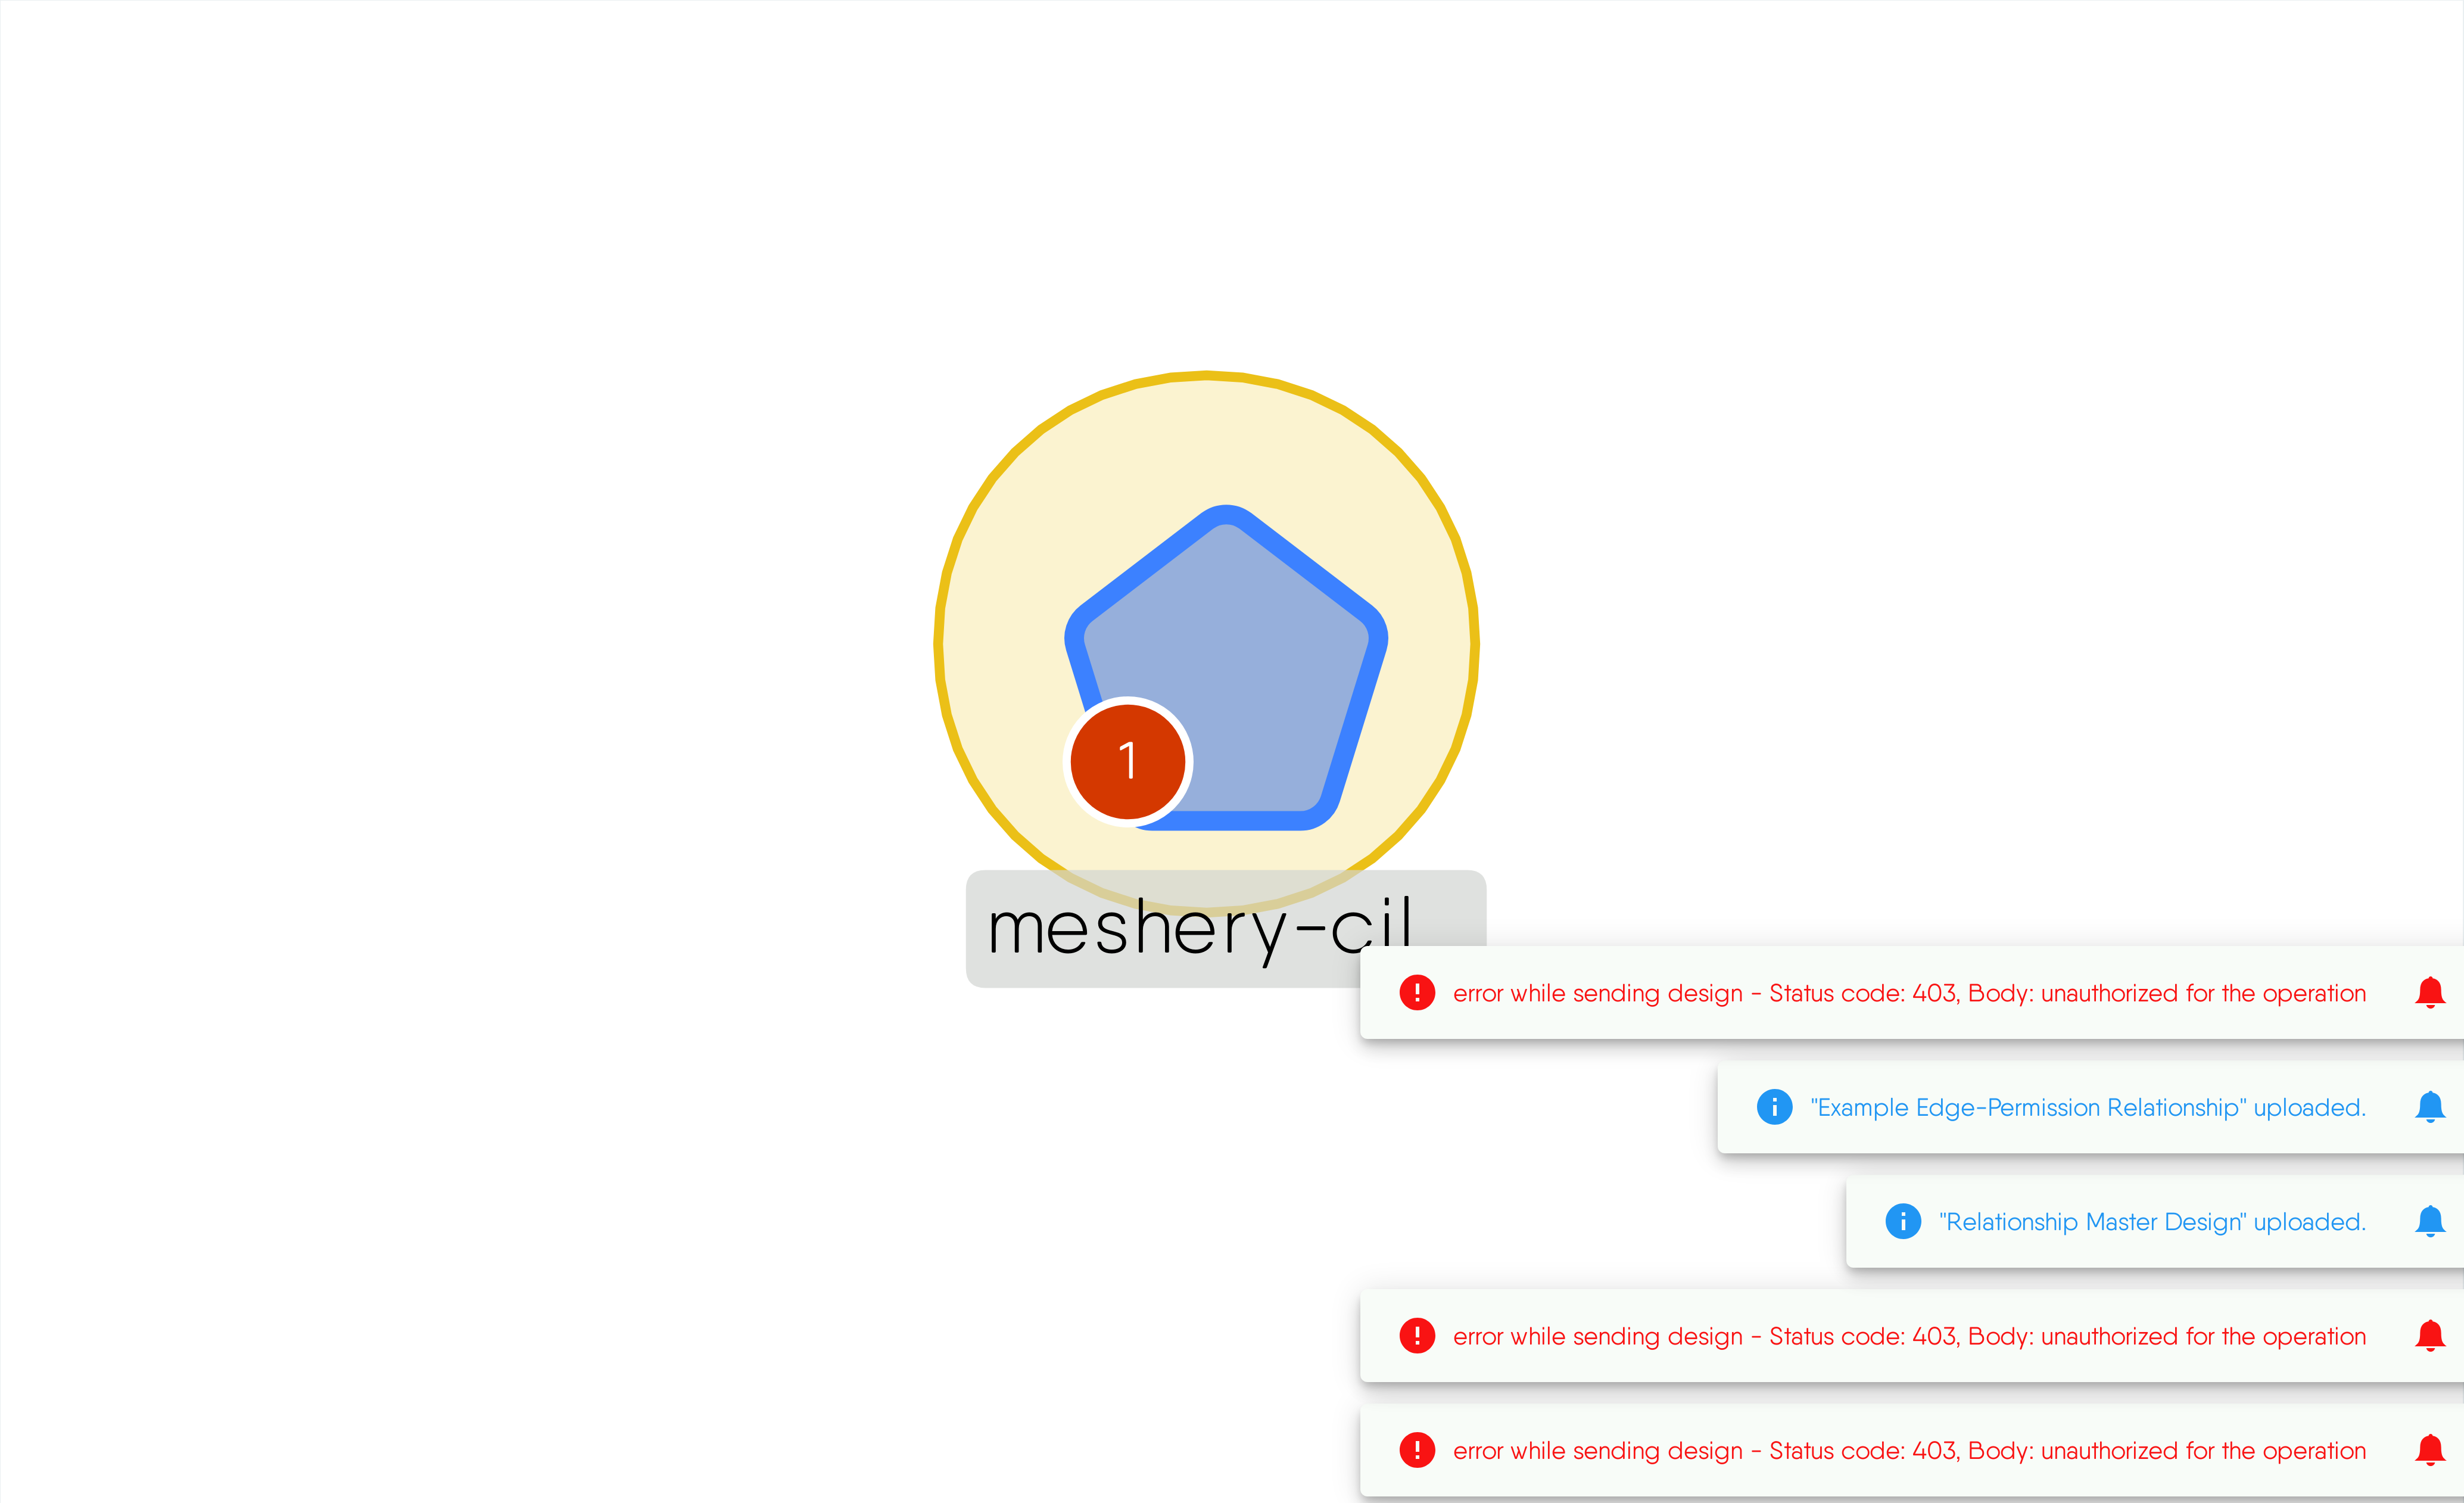 1
meshery-cil
error while sending design - Status code: 403, Body: unauthorized for the operation
"Example Edge-Permission Relationship" uploaded.
"Relationship Master Design" uploaded.
error while sending design - Status code: 403, Body: unauthorized for the operation
error while sending design - Status code: 403, Body: unauthorized for the operation